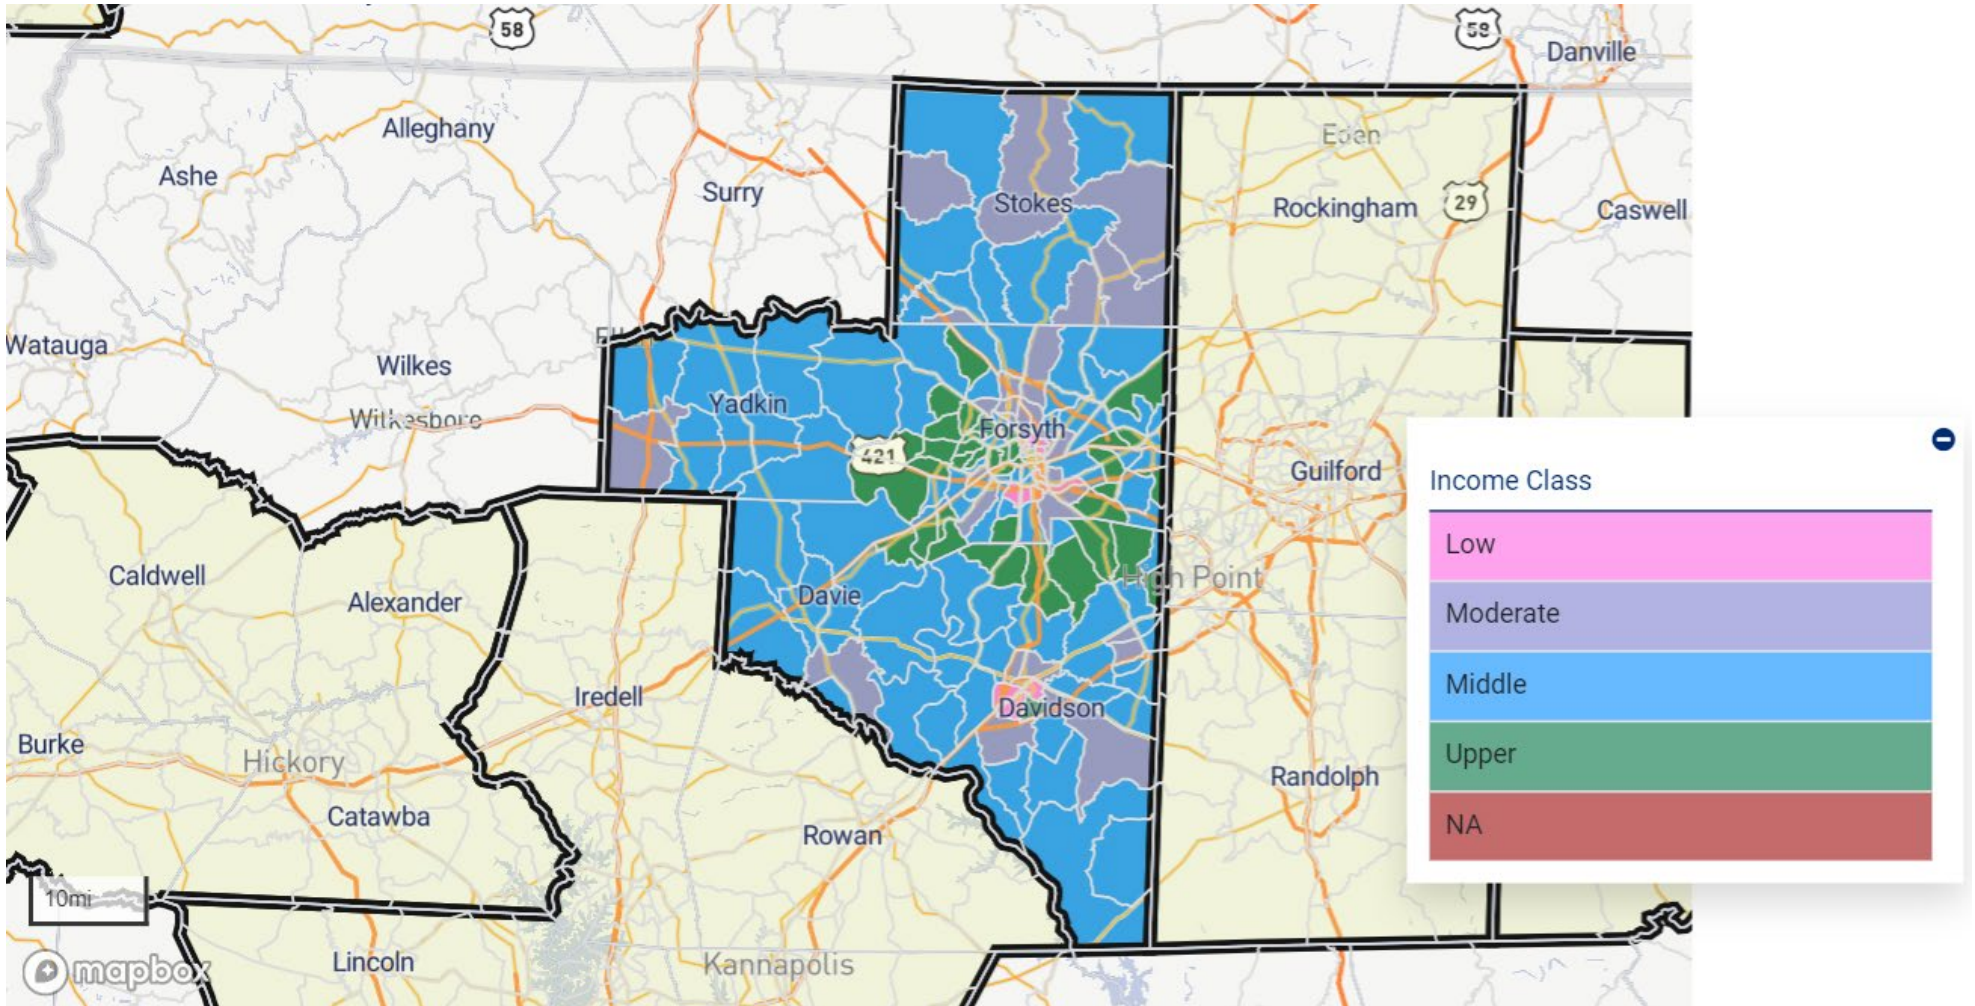 58
58
Danville
Alleghany
Eden
Ashe
Surry
Stokes
Rockingham
29
Caswell
Watauga
Wilkes
Yadkin
Wilkesboro
Forsyth
421
Guilford
Income Class
Low
Caldwell
High Point
Alexander
Davie
Moderate
Iredell
Middle
Davidson
Burke
Hickory
Upper
Randolph
Catawba
Rowan
NA
10mi
Lincoln
Kannapolis
mapbox